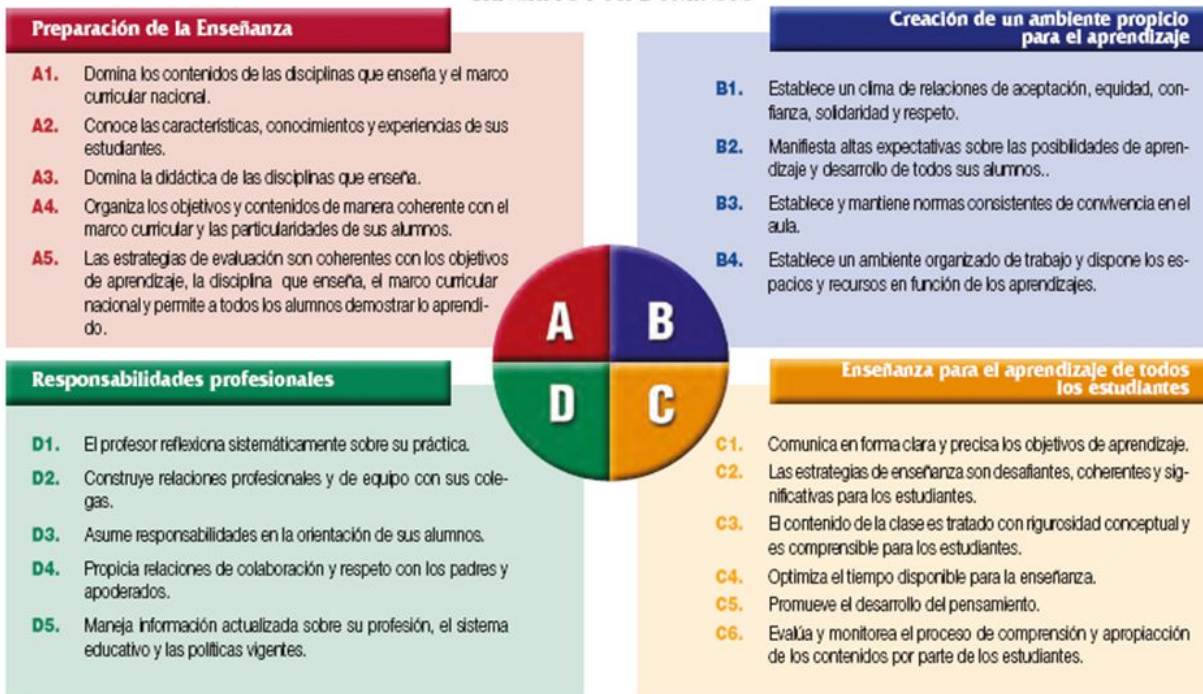 Preparación de la Enseñanza
A1. Domina los contenidos de las disciplinas que enseña y el marco
curricular nacional.
A2. Conoce las características, conocimientos y experiencias de sus
estudiantes.
A3. Domina la didáctica de las disciplinas que enseña.
A4. Organiza los objetivos y contenidos de manera coherente con el
marco curricular y las particularidades de sus alumnos.
A5. Las estrategias de evaluación son coherentes con los objetivos
de aprendizaje, la disciplina que enseña, el marco curricular
nacional y permite a todos los alumnos demostrar lo aprendi-
do.
Creación de un ambiente propicio
para el aprendizaje
B1. Establece un clima de relaciones de aceptación, equidad, con-
fianza, solidaridad y respeto.
B2. Manifiesta altas expectativas sobre las posibilidades de apren-
dizaje y desarrollo de todos sus alumnos..
B3. Establece y mantiene normas consistentes de convivencia en el
aula.
B4. Establece un ambiente organizado de trabajo y dispone los es-
pacios y recursos en función de los aprendizajes.
A
B
D
C
Responsabilidades profesionales
D1. El profesor reflexiona sistemáticamente sobre su práctica.
D2. Construye relaciones profesionales y de equipo con sus cole-
gas.
D3. Asume responsabilidades en la orientación de sus alumnos.
D4. Propicia relaciones de colaboración y respeto con los padres y
apoderados.
D5. Maneja información actualizada sobre su profesión, el sistema
educativo y las políticas vigentes.
Enseñanza para el aprendizaje de todos
los estudiantes
C1. Comunica en forma clara y precisa los objetivos de aprendizaje.
C2. Las estrategias de enseñanza son desafiantes, coherentes y sig-
nificativas para los estudiantes.
C3. El contenido de la clase es tratado con rigurosidad conceptual y
es comprensible para los estudiantes.
C4. Optimiza el tiempo disponible para la enseñanza.
C5. Promueve el desarrollo del pensamiento.
C6. Evalúa y monitorea el proceso de comprensión y apropiacción
de los contenidos por parte de los estudiantes.